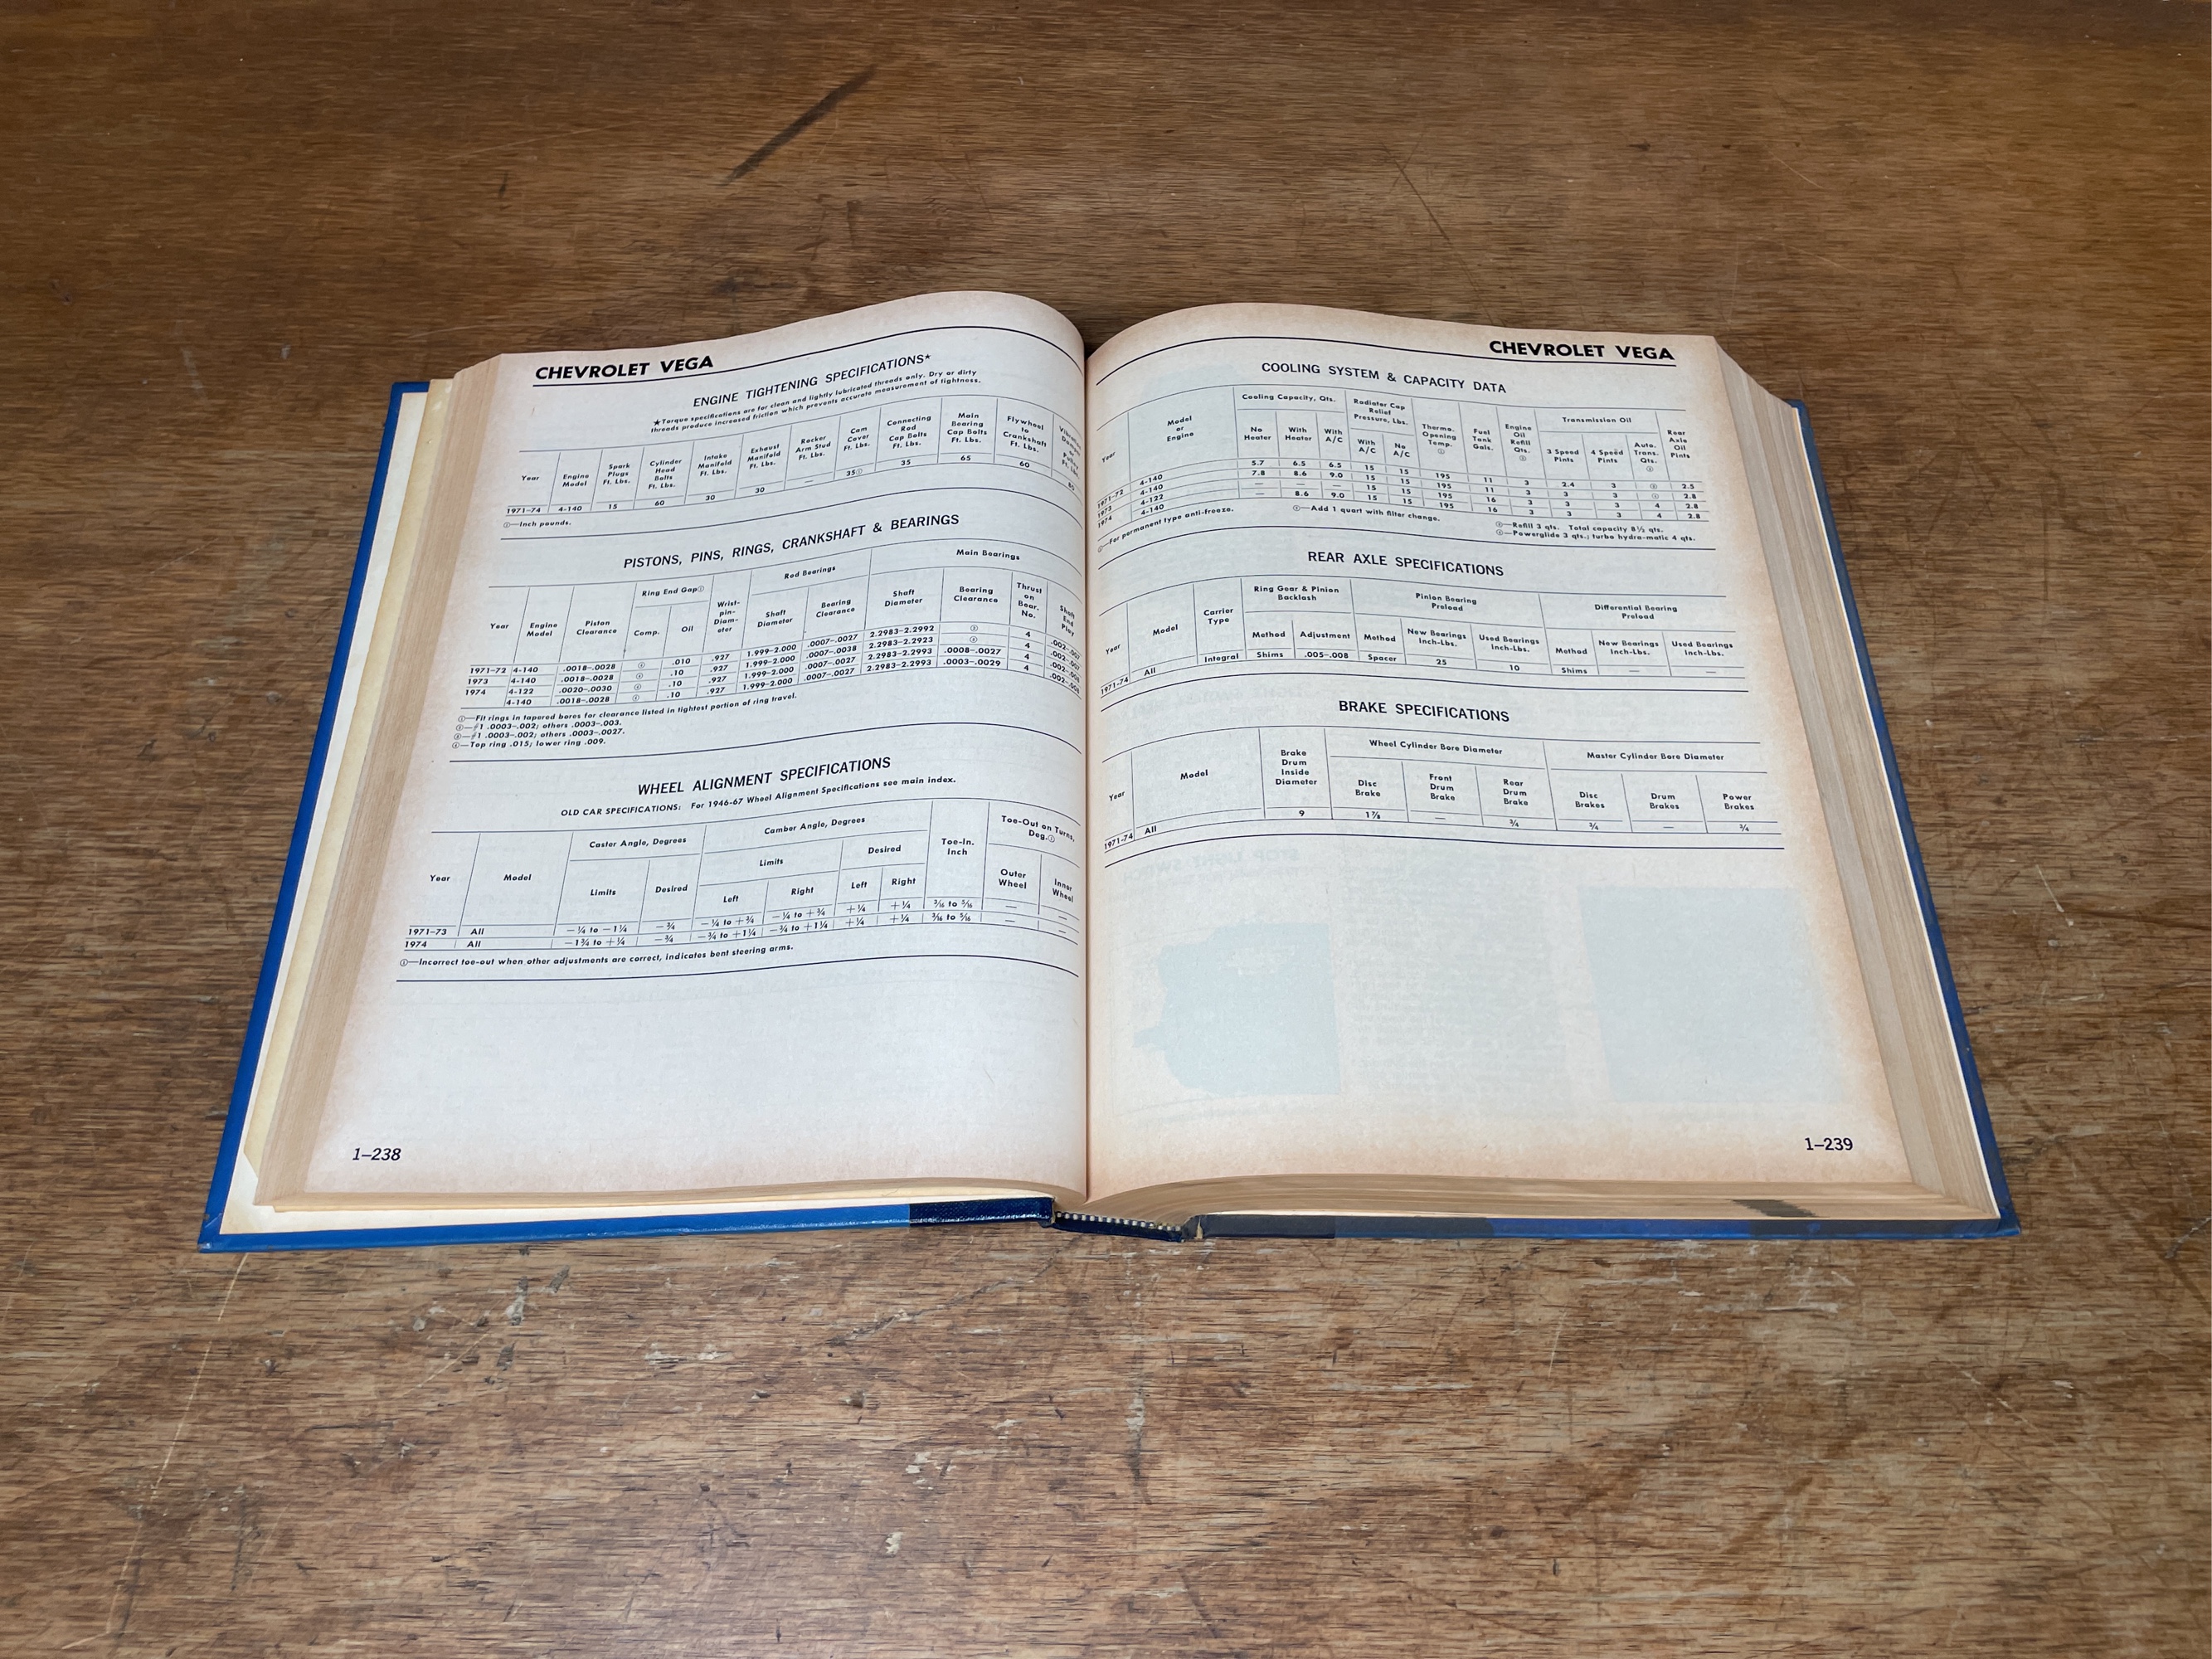 CHEVROLET VEGA
ENGINE TIGHTENING SPECIFICATIONS★
★Torque specifications are for clean and lightly lubricated threads only. Dry or dirty
threads produce increased friction which prevents accurate measurement of tightness.
Year Engine Model Spark Plugs Ft. Lbs. Cylinder Head Bolts Ft. Lbs. Intake Manifold Ft. Lbs. Exhaust Manifold Ft. Lbs. Rocker Arm Stud Ft. Lbs. Cam Cover Ft. Lbs. Connecting Rod Cap Bolts Ft. Lbs. Main Bearing Cap Bolts Ft. Lbs. Flywheel to Crankshaft Ft. Lbs.
1971-74 4-140 15 60 30 30 — 35① 35 65 60 80
①—Inch pounds.
PISTONS, PINS, RINGS, CRANKSHAFT & BEARINGS
Year Engine Model Piston Clearance Ring End Gap① Comp. Oil Wrist-pin-Diam-eter Rod Bearings Shaft Diameter Bearing Clearance Main Bearings Shaft Diameter Bearing Clearance Thrust on Bear. No. Shaft End Play
1971-72 4-140 .0018-.0028 .010 .927 1.999-2.000 .0007-.0027 2.2983-2.2992 4
1973 4-140 .0018-.0028 .10 .927 1.999-2.000 .0007-.0038 2.2983-2.2923 4
1974 4-122 .0020-.0030 .10 .927 1.999-2.000 .0007-.0027 2.2983-2.2993 .0008-.0027 4
4-140 .0018-.0028 .10 .927 1.999-2.000 .0007-.0027 2.2983-2.2993 .0003-.0029 4
①—Fit rings in tapered bores for clearance listed in tightest portion of ring travel.
②—#1 .0003-.002; others .0003-.003.
③—#1 .0003-.002; others .0003-.0027.
④—Top ring .015; lower ring .009.
WHEEL ALIGNMENT SPECIFICATIONS
OLD CAR SPECIFICATIONS: For 1946-67 Wheel Alignment Specifications see main index.
Year Model Caster Angle, Degrees Limits Desired Camber Angle, Degrees Limits Left Right Desired Left Right Toe-In. Inch Toe-Out on Turns, Deg.① Outer Wheel Inner Wheel
1971-73 All −¼ to −1¼ −¾ −¼ to +¾ −¼ to +¾ +¼ +¼ 3/16 to 5/16 — —
1974 All −1¾ to +¼ −¾ −¾ to +1¼ −¾ to +1¼ +¼ +¼ 3/16 to 5/16 — —
①—Incorrect toe-out when other adjustments are correct, indicates bent steering arms.
1—238
CHEVROLET VEGA
COOLING SYSTEM & CAPACITY DATA
Year Model or Engine Cooling Capacity, Qts. No Heater With Heater With A/C Radiator Cap Relief Pressure, Lbs. With A/C No A/C Thermo. Opening Temp. ① Fuel Tank Gals. Engine Oil Refill Qts. ② Transmission Oil 3 Speed Pints 4 Speed Pints Auto. Trans. Qts. ③ Rear Axle Oil Pints
1971-72 4-140 5.7 6.5 6.5 15 15 195 11 3 2.4 3 2.5
1973 4-140 7.8 8.6 9.0 15 15 195 11 3 3 3 2.8
1974 4-122 — — — 15 15 195 16 3 3 3 4 2.8
4-140 — 8.6 9.0 15 15 195 16 3 3 3 4 2.8
①—For permanent type anti-freeze.
②—Add 1 quart with filter change.
③—Refill 3 qts. Total capacity 8½ qts.
④—Powerglide 3 qts.; turbo hydra-matic 4 qts.
REAR AXLE SPECIFICATIONS
Year Model Carrier Type Ring Gear & Pinion Backlash Method Adjustment Pinion Bearing Preload Method New Bearings Inch-Lbs. Used Bearings Inch-Lbs. Differential Bearing Preload Method New Bearings Inch-Lbs. Used Bearings Inch-Lbs.
1971-74 All Integral Shims .005-.008 Spacer 25 10 Shims — —
BRAKE SPECIFICATIONS
Year Model Brake Drum Inside Diameter Wheel Cylinder Bore Diameter Disc Brake Front Drum Brake Rear Drum Brake Master Cylinder Bore Diameter Disc Brakes Drum Brakes Power Brakes
1971-74 All 9 1⅞ — ¾ ¾ — ¾
1—239